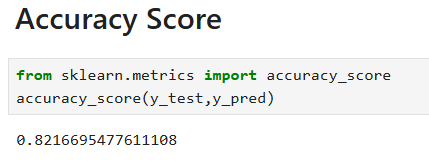 Accuracy Score
from sklearn.metrics import accuracy_score
accuracy_score(y_test,y_pred)
0.8216695477611108